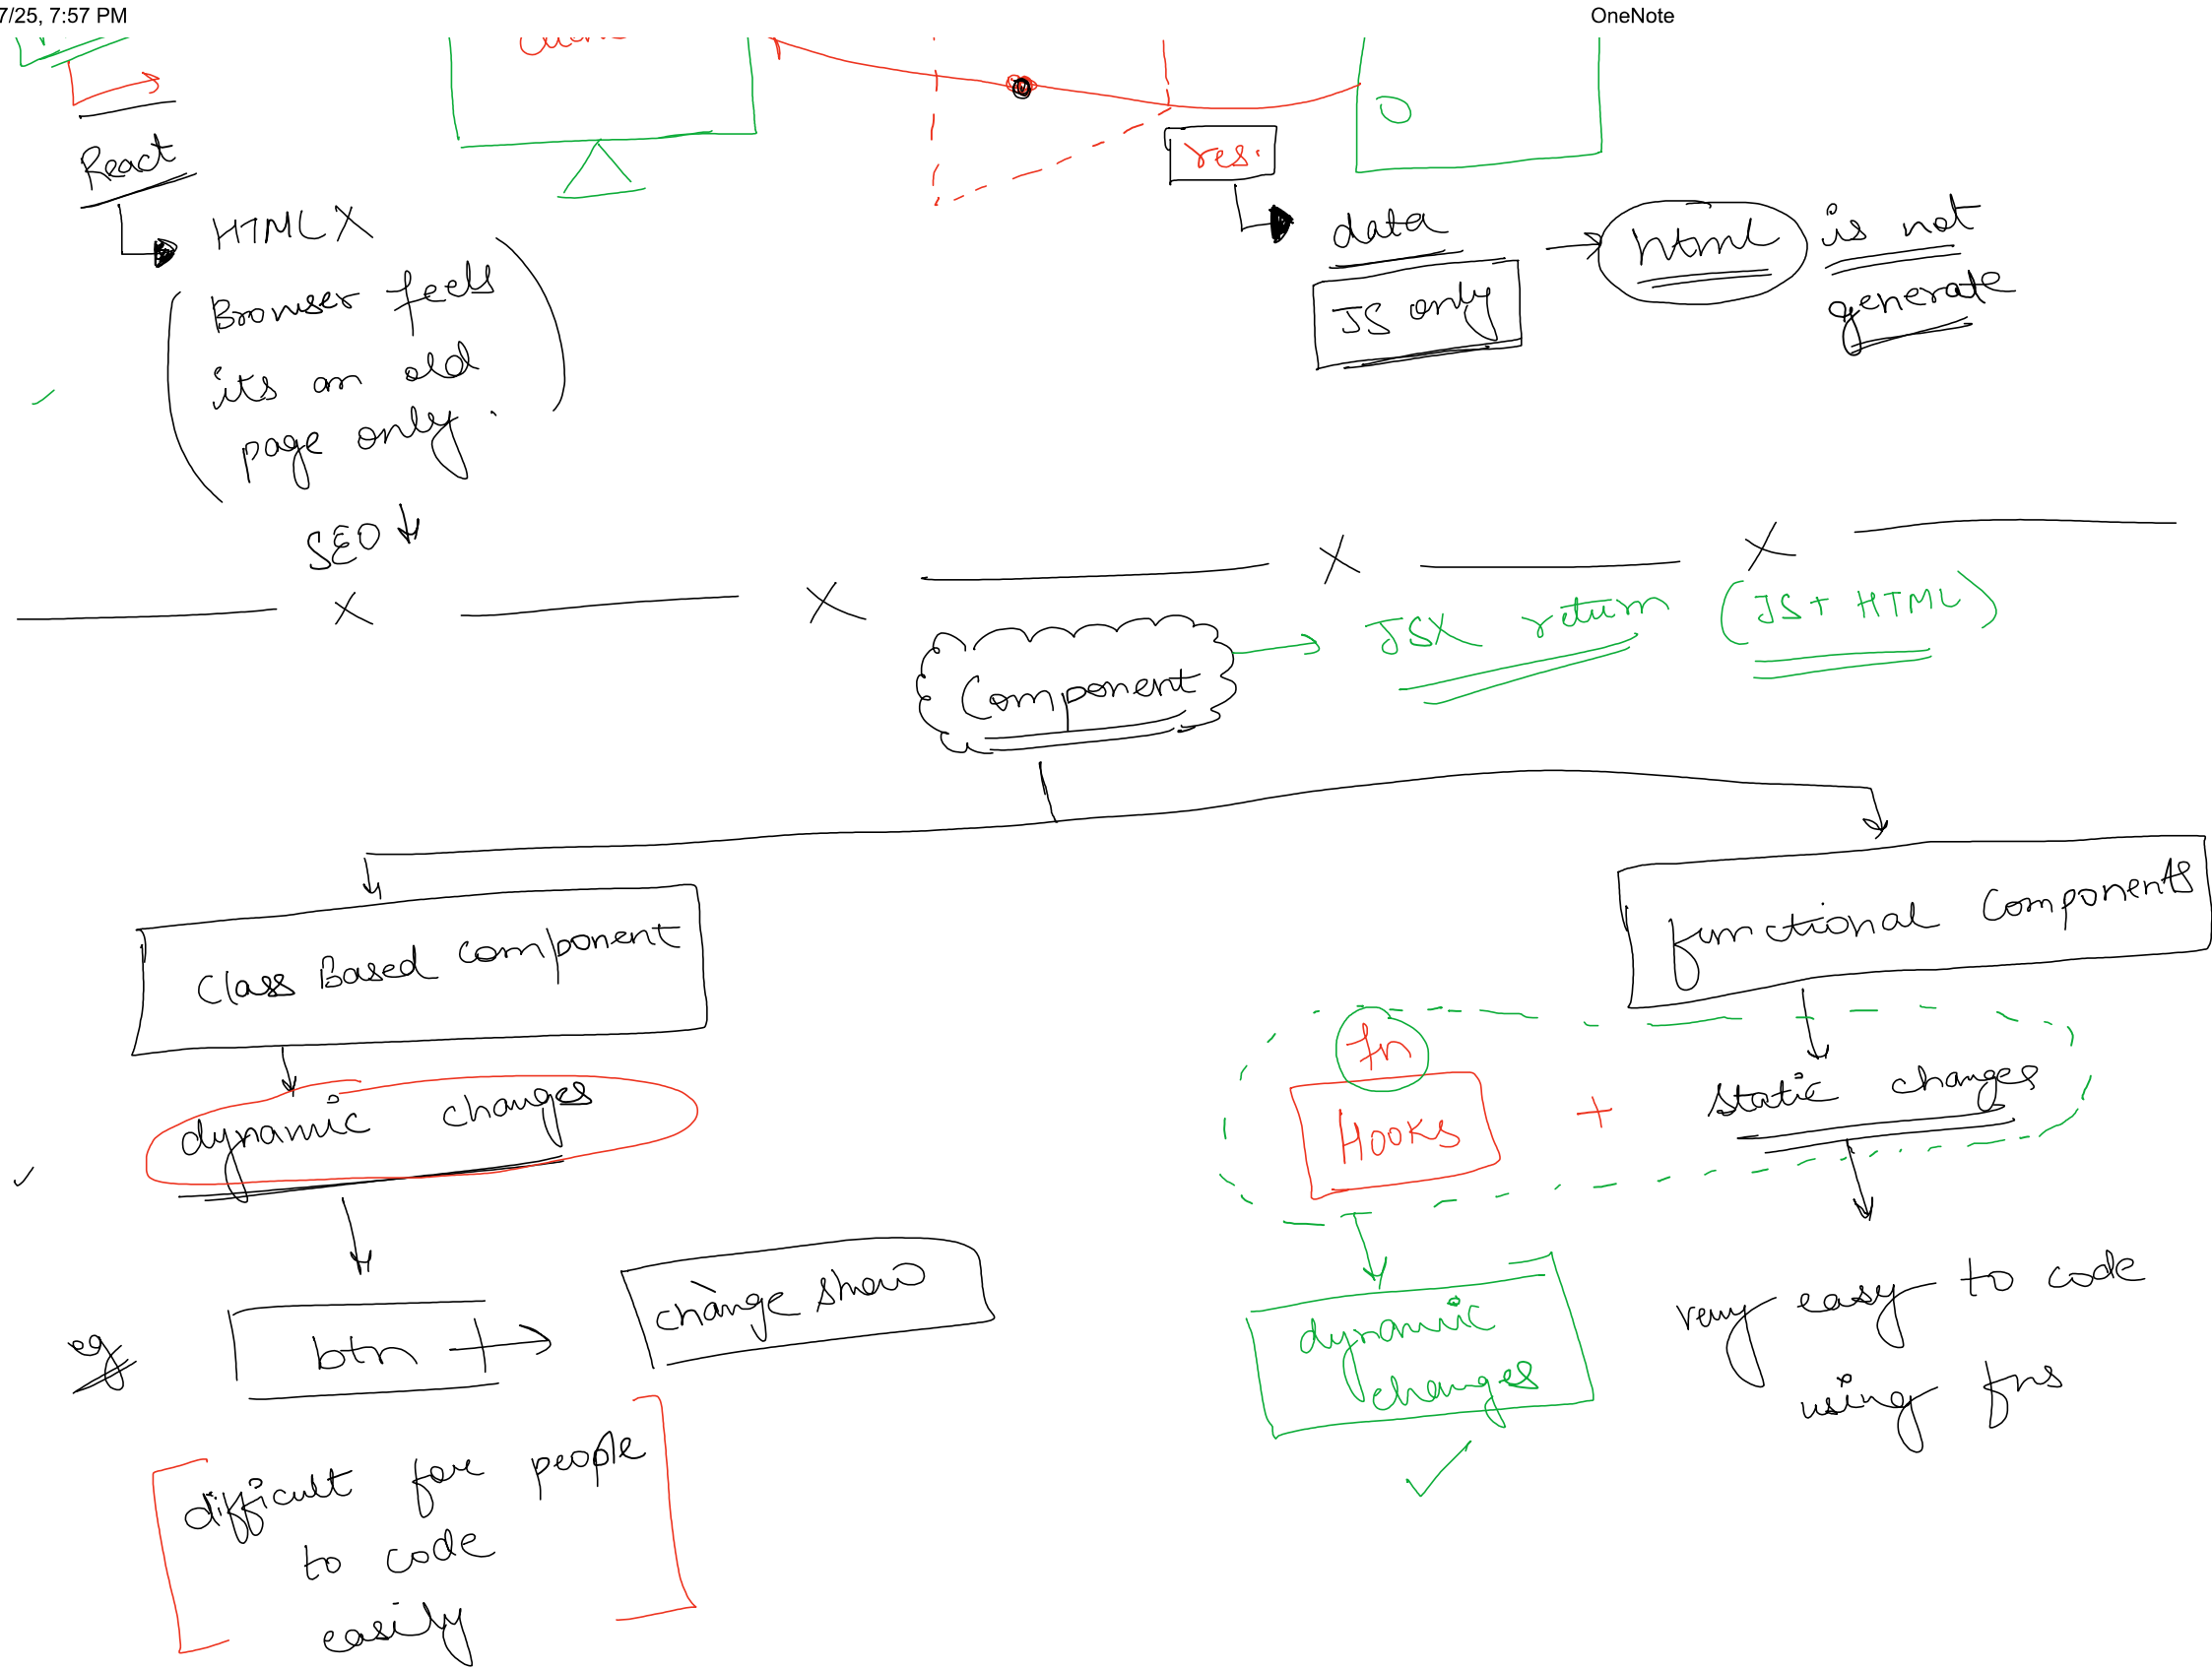 7/25, 7:57 PM
OneNote
React
HTML X
(Browser feels
its an old
page only.)
SEO ↓
res.
data
JS only
html is not
generate
Component → JSX return (JS + HTML)
Class Based component
functional components
dynamic changes
fn
Hooks + static changes
eg btn → change show
dynamic
changes
very easy to code
using fns
[difficult for people
to code
easily]